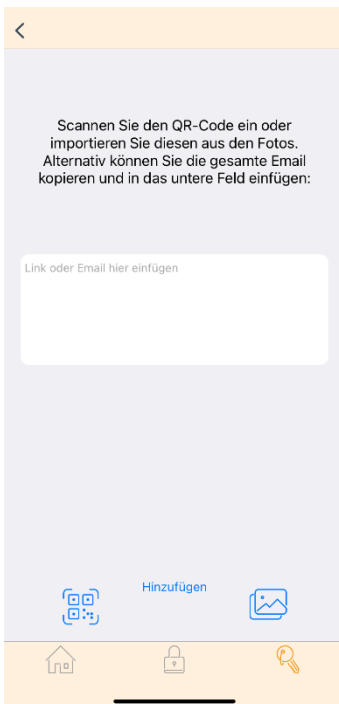 Scannen Sie den QR-Code ein oder
importieren Sie diesen aus den Fotos.
Alternativ können Sie die gesamte Email
kopieren und in das untere Feld einfügen:
Link oder Email hier einfügen
Hinzufügen